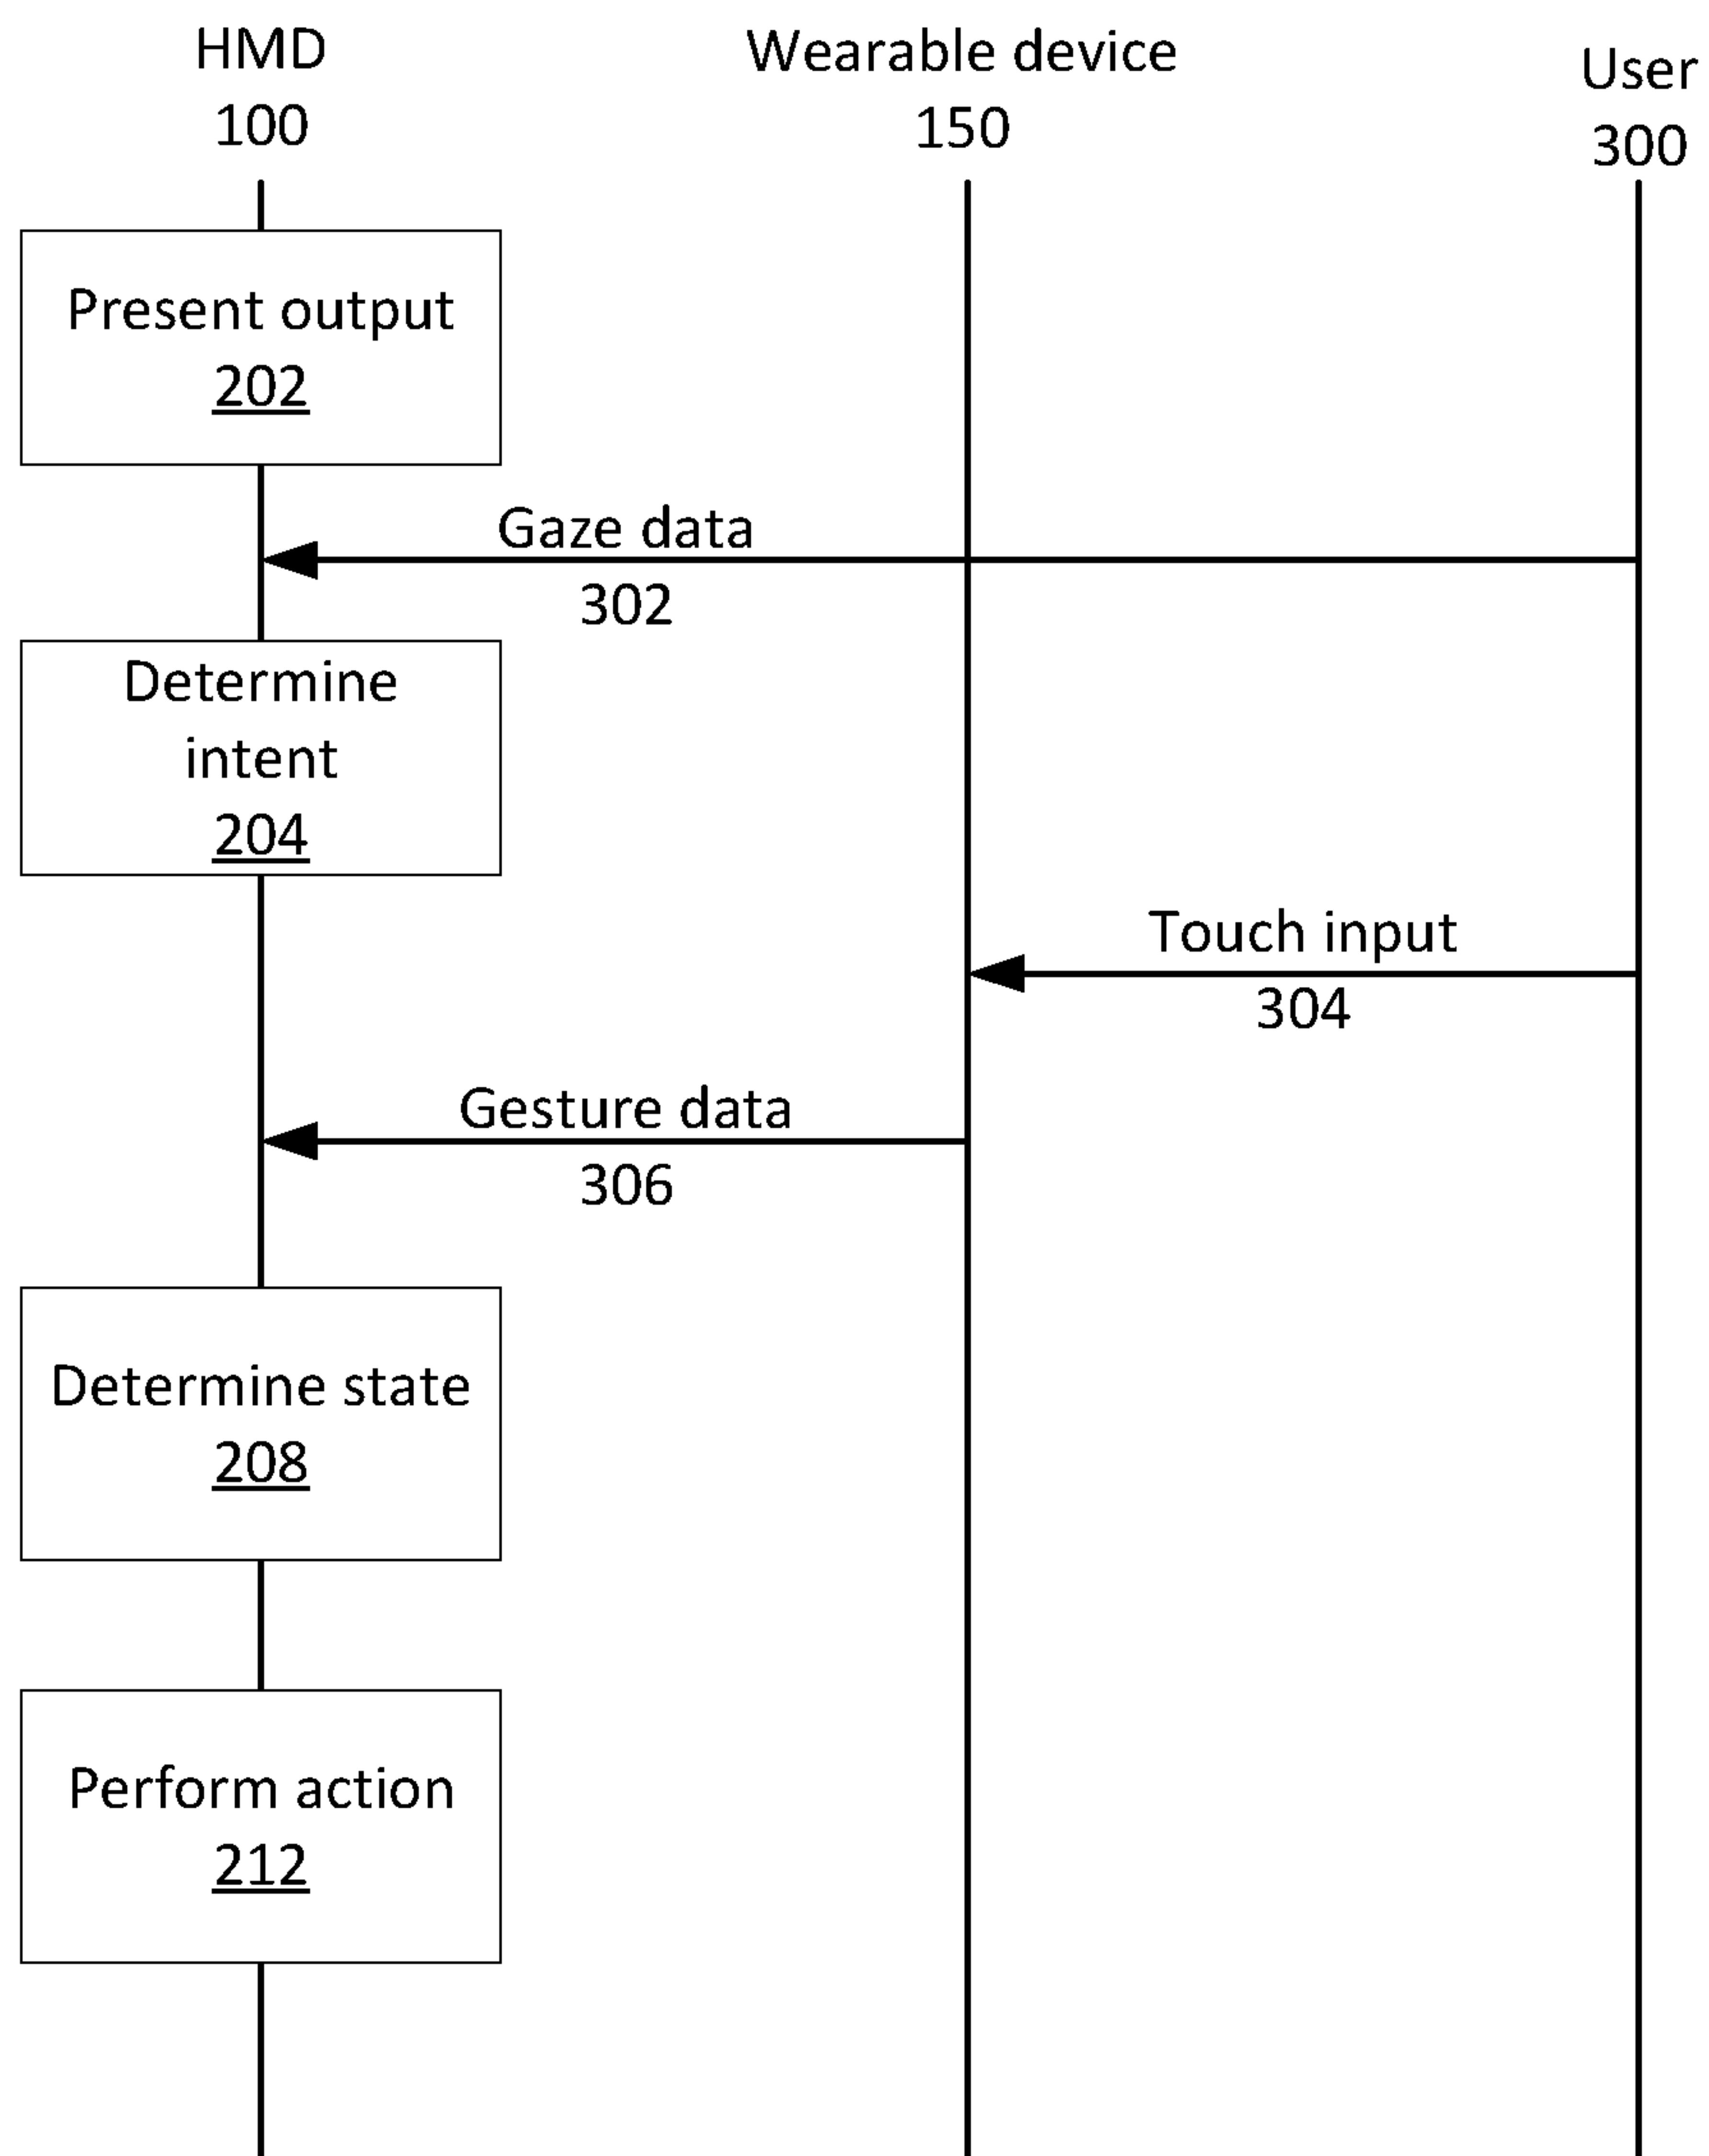 HMD
100
Wearable device
150
User
300
Present output
202
Gaze data
302
Determine
intent
204
Touch input
304
Gesture data
306
Determine state
208
Perform action
212